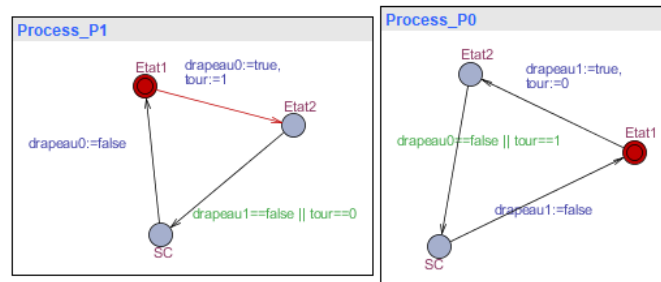 Process_P1
Etat1
drapeau0:=true,
tour:=1
Etat2
drapeau0:=false
drapeau1==false || tour==0
SC
Process_P0
Etat2
drapeau1:=true,
tour:=0
Etat1
drapeau0==false || tour==1
drapeau1:=false
SC